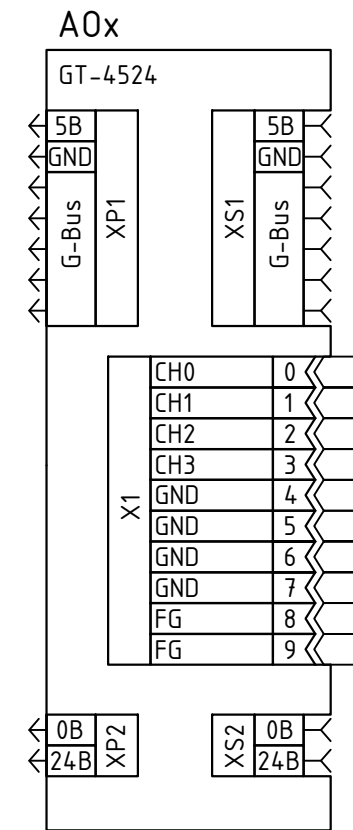 AOx
GT-4524
5В
GND
G-Bus
XP1
XS1
5В
GND
G-Bus
X1
CH0 0
CH1 1
CH2 2
CH3 3
GND 4
GND 5
GND 6
GND 7
FG 8
FG 9
0В
24В
XP2
XS2
0В
24В